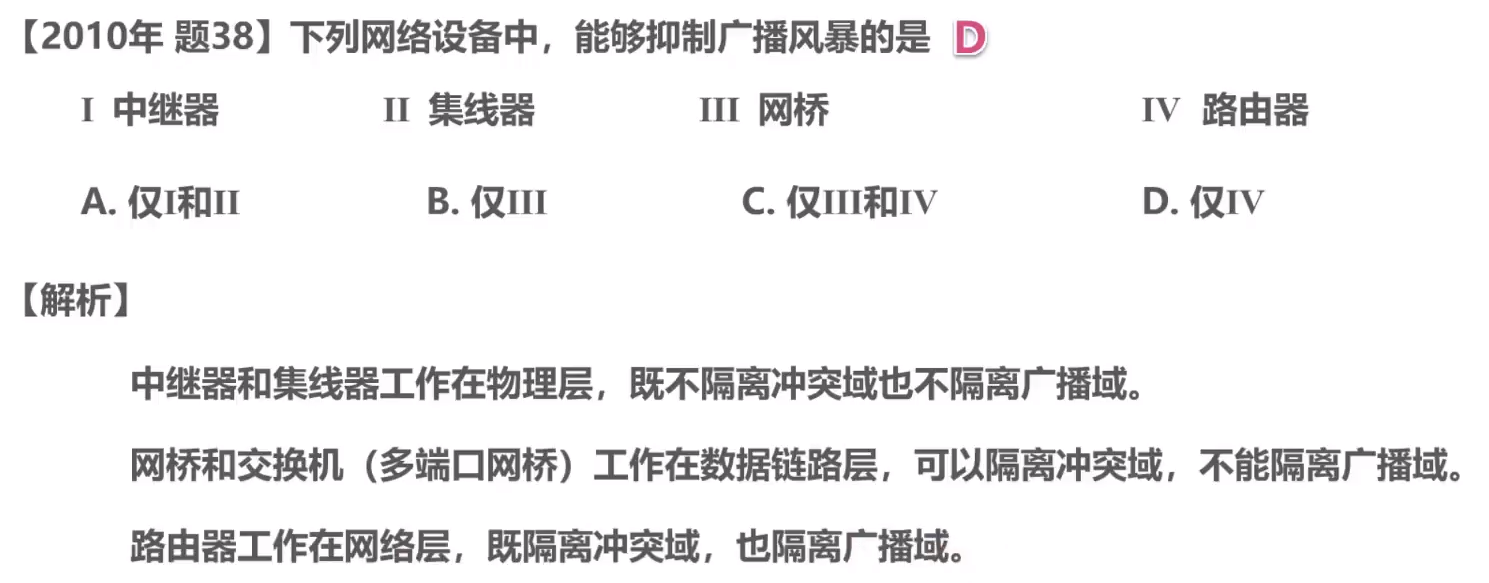 【2010年 题38】下列网络设备中，能够抑制广播风暴的是 D
I 中继器 II 集线器 III 网桥 IV 路由器
A. 仅I和II B. 仅III C. 仅III和IV D. 仅IV
【解析】
中继器和集线器工作在物理层，既不隔离冲突域也不隔离广播域。
网桥和交换机（多端口网桥）工作在数据链路层，可以隔离冲突域，不能隔离广播域。
路由器工作在网络层，既隔离冲突域，也隔离广播域。